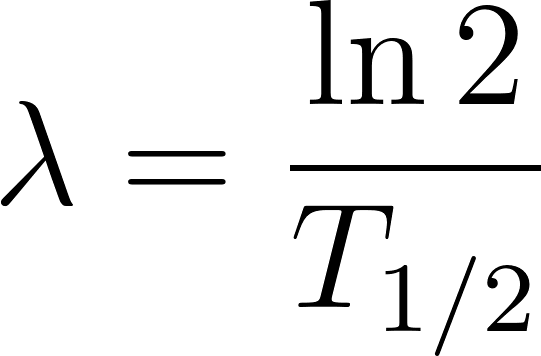 λ = ln 2 / T_{1/2}